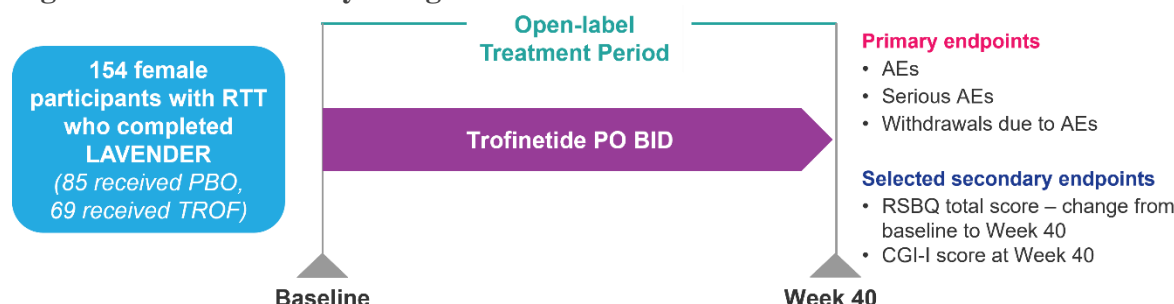 154 female
participants with RTT
who completed
LAVENDER
(85 received PBO,
69 received TROF)
Open-label
Treatment Period
Trofinetide PO BID
Baseline
Week 40
Primary endpoints
• AEs
• Serious AEs
• Withdrawals due to AEs
Selected secondary endpoints
• RSBQ total score – change from
baseline to Week 40
• CGI-I score at Week 40